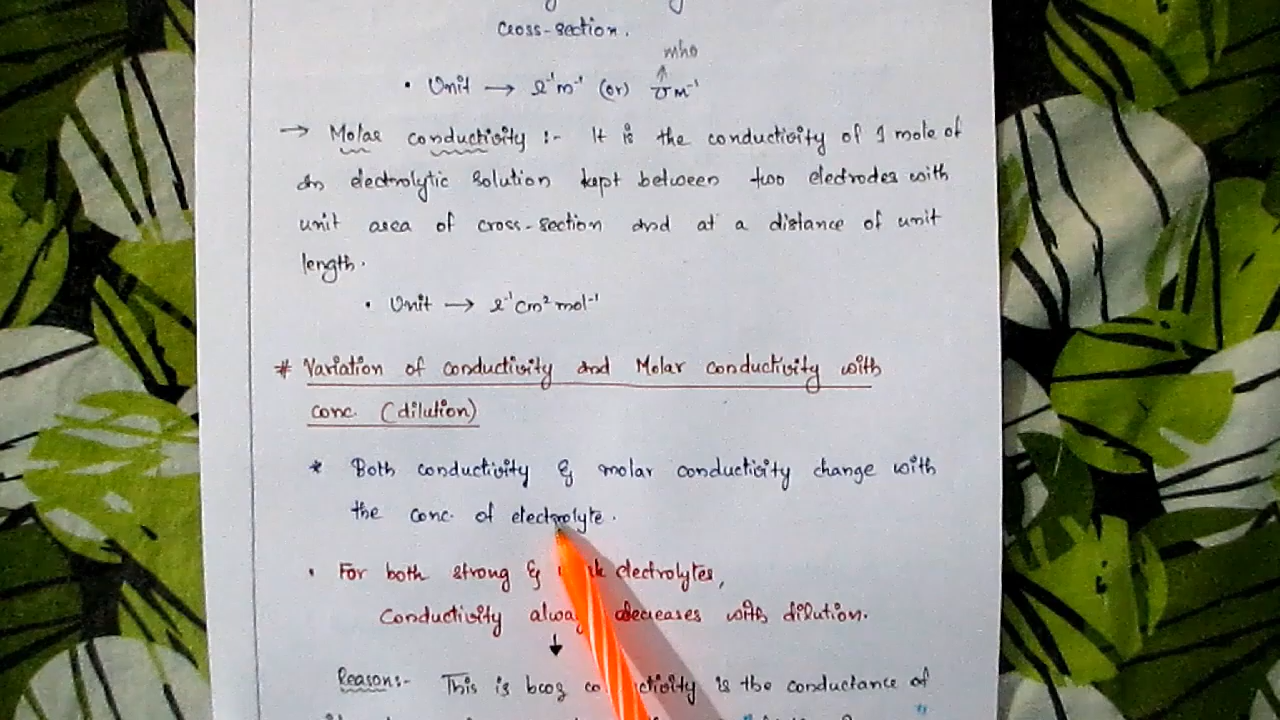 cross-section.
mho
• Unit → Ω⁻¹m⁻¹ (or) ℧m⁻¹
→ Molar conductivity :- It is the conductivity of 1 mole of
an electrolytic solution kept between two electrodes with
unit area of cross-section and at a distance of unit
length.
• Unit → Ω⁻¹cm²mol⁻¹
# Variation of conductivity and Molar conductivity with
conc. (dilution)
* Both conductivity & molar conductivity change with
the conc. of electrolyte.
• For both strong & electrolytes,
Conductivity decreases with dilution.
↓
Reason:- This is bcoz is the conductance of